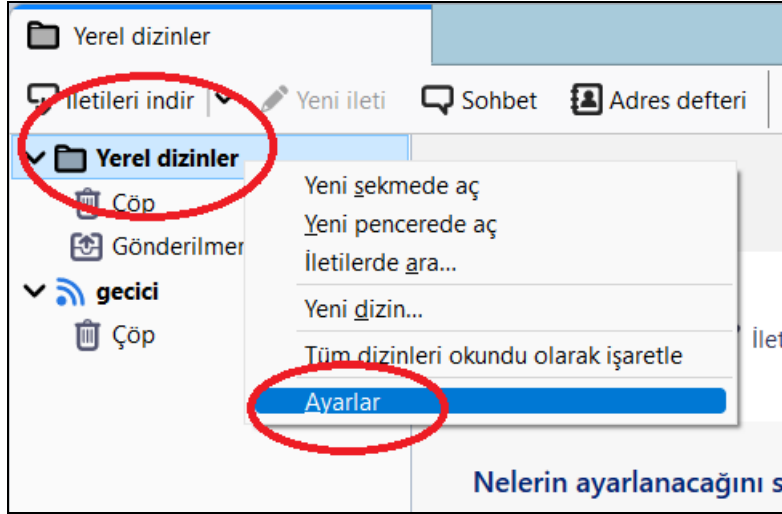 Yerel dizinler
İletileri indir
Yeni ileti
Sohbet
Adres defteri
Yerel dizinler
Çöp
Gönderilmer
gecici
Çöp
Yeni sekmede aç
Yeni pencerede aç
İletilerde ara...
Yeni dizin...
Tüm dizinleri okundu olarak işaretle
Ayarlar
İlet
Nelerin ayarlanacağını s